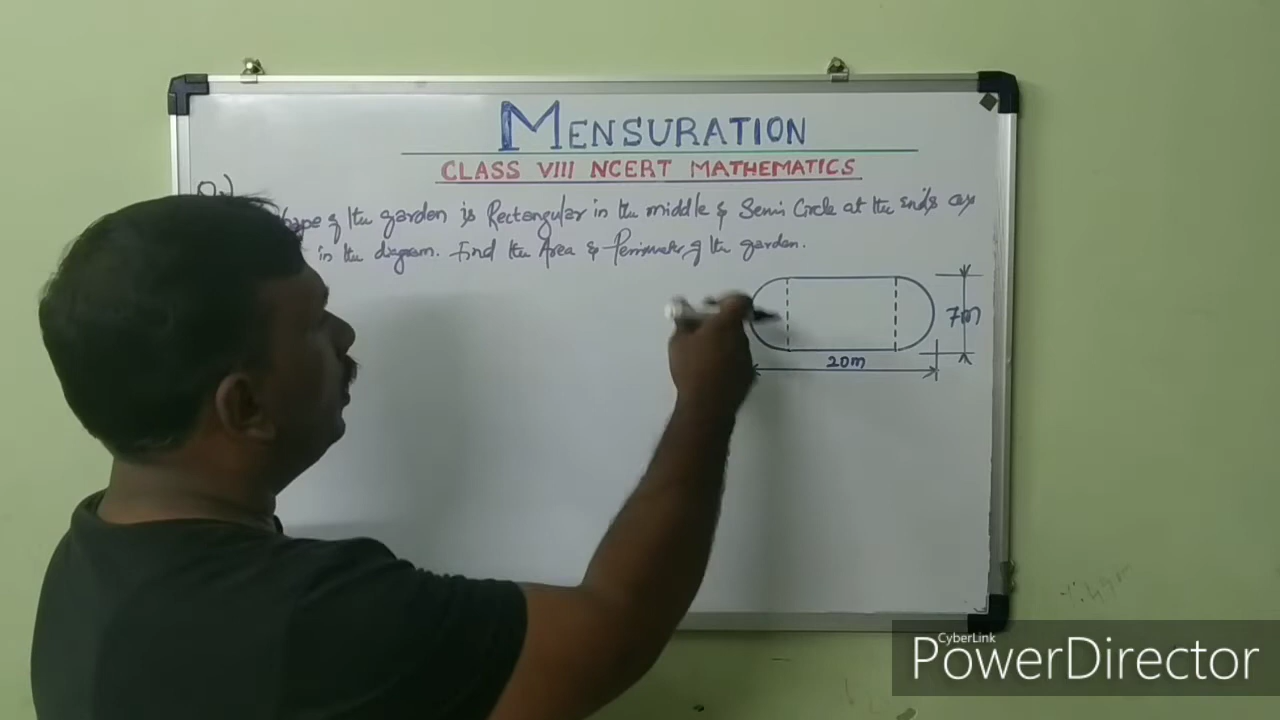 MENSURATION
CLASS VIII NCERT MATHEMATICS
Q)
of the garden is Rectangular in the middle & Semi Circle at the ends as
in the diagram. Find the Area & Perimeter of the garden.
7m
20m
CyberLink
PowerDirector